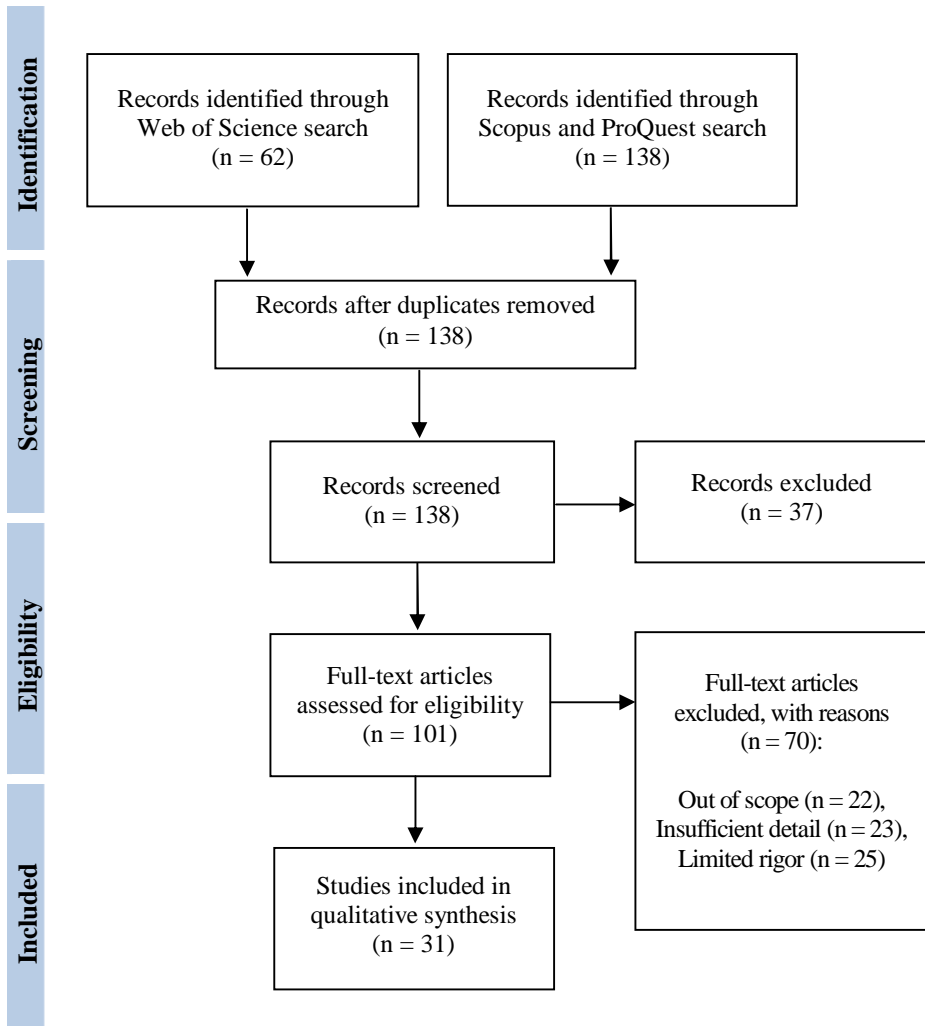 Identification
Records identified through
Web of Science search
(n = 62)
Records identified through
Scopus and ProQuest search
(n = 138)
Screening
Records after duplicates removed
(n = 138)
Records screened
(n = 138)
Records excluded
(n = 37)
Eligibility
Full-text articles
assessed for eligibility
(n = 101)
Full-text articles
excluded, with reasons
(n = 70):
Out of scope (n = 22),
Insufficient detail (n = 23),
Limited rigor (n = 25)
Included
Studies included in
qualitative synthesis
(n = 31)